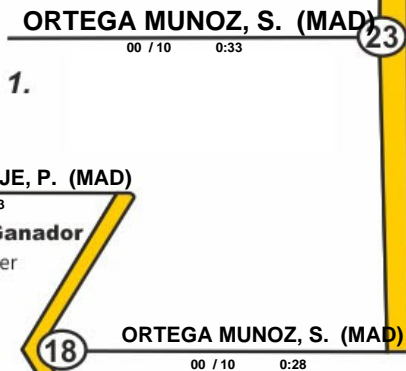 ORTEGA MUNOZ, S. (MAD)
23
00 / 10 0:33
1.
JE, P. (MAD)
Ganador
er
18
ORTEGA MUNOZ, S. (MAD)
00 / 10 0:28